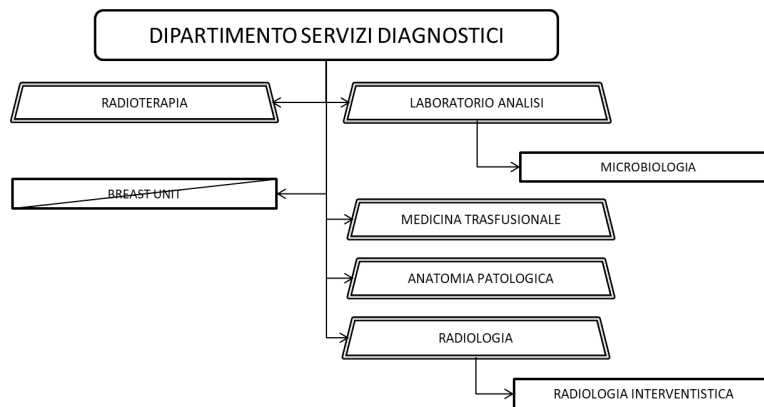 DIPARTIMENTO SERVIZI DIAGNOSTICI
RADIOTERAPIA
LABORATORIO ANALISI
MICROBIOLOGIA
BREAST UNIT
MEDICINA TRASFUSIONALE
ANATOMIA PATOLOGICA
RADIOLOGIA
RADIOLOGIA INTERVENTISTICA